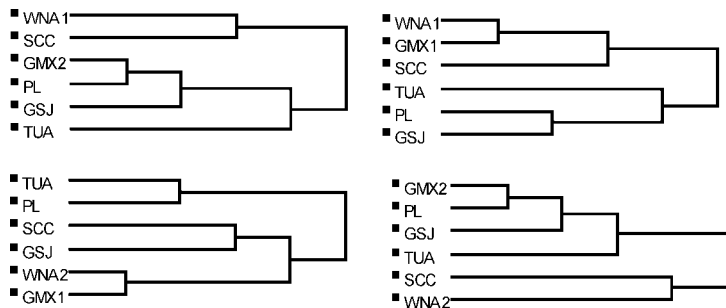 WNA1
SCC
GMX2
PL
GSJ
TUA
WNA1
GMX1
SCC
TUA
PL
GSJ
TUA
PL
SCC
GSJ
WNA2
GMX1
GMX2
PL
GSJ
TUA
SCC
WNA2